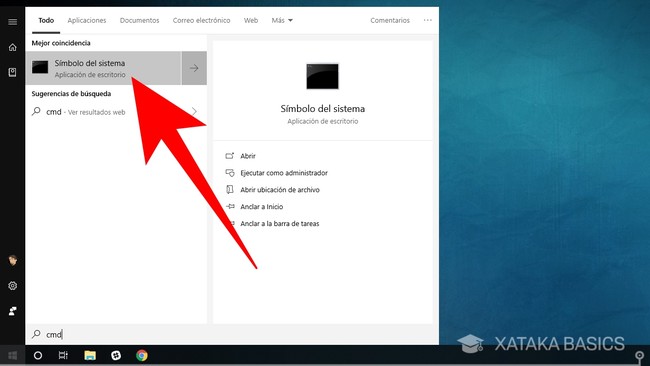 Todo Aplicaciones Documentos Correo electrónico Web Más Comentarios ...
Mejor coincidencia
Símbolo del sistema
Aplicación de escritorio
Sugerencias de búsqueda
cmd - Ver resultados web
Símbolo del sistema
Aplicación de escritorio
Abrir
Ejecutar como administrador
Abrir ubicación de archivo
Anclar a Inicio
Anclar a la barra de tareas
cmd
XATAKA BASICS